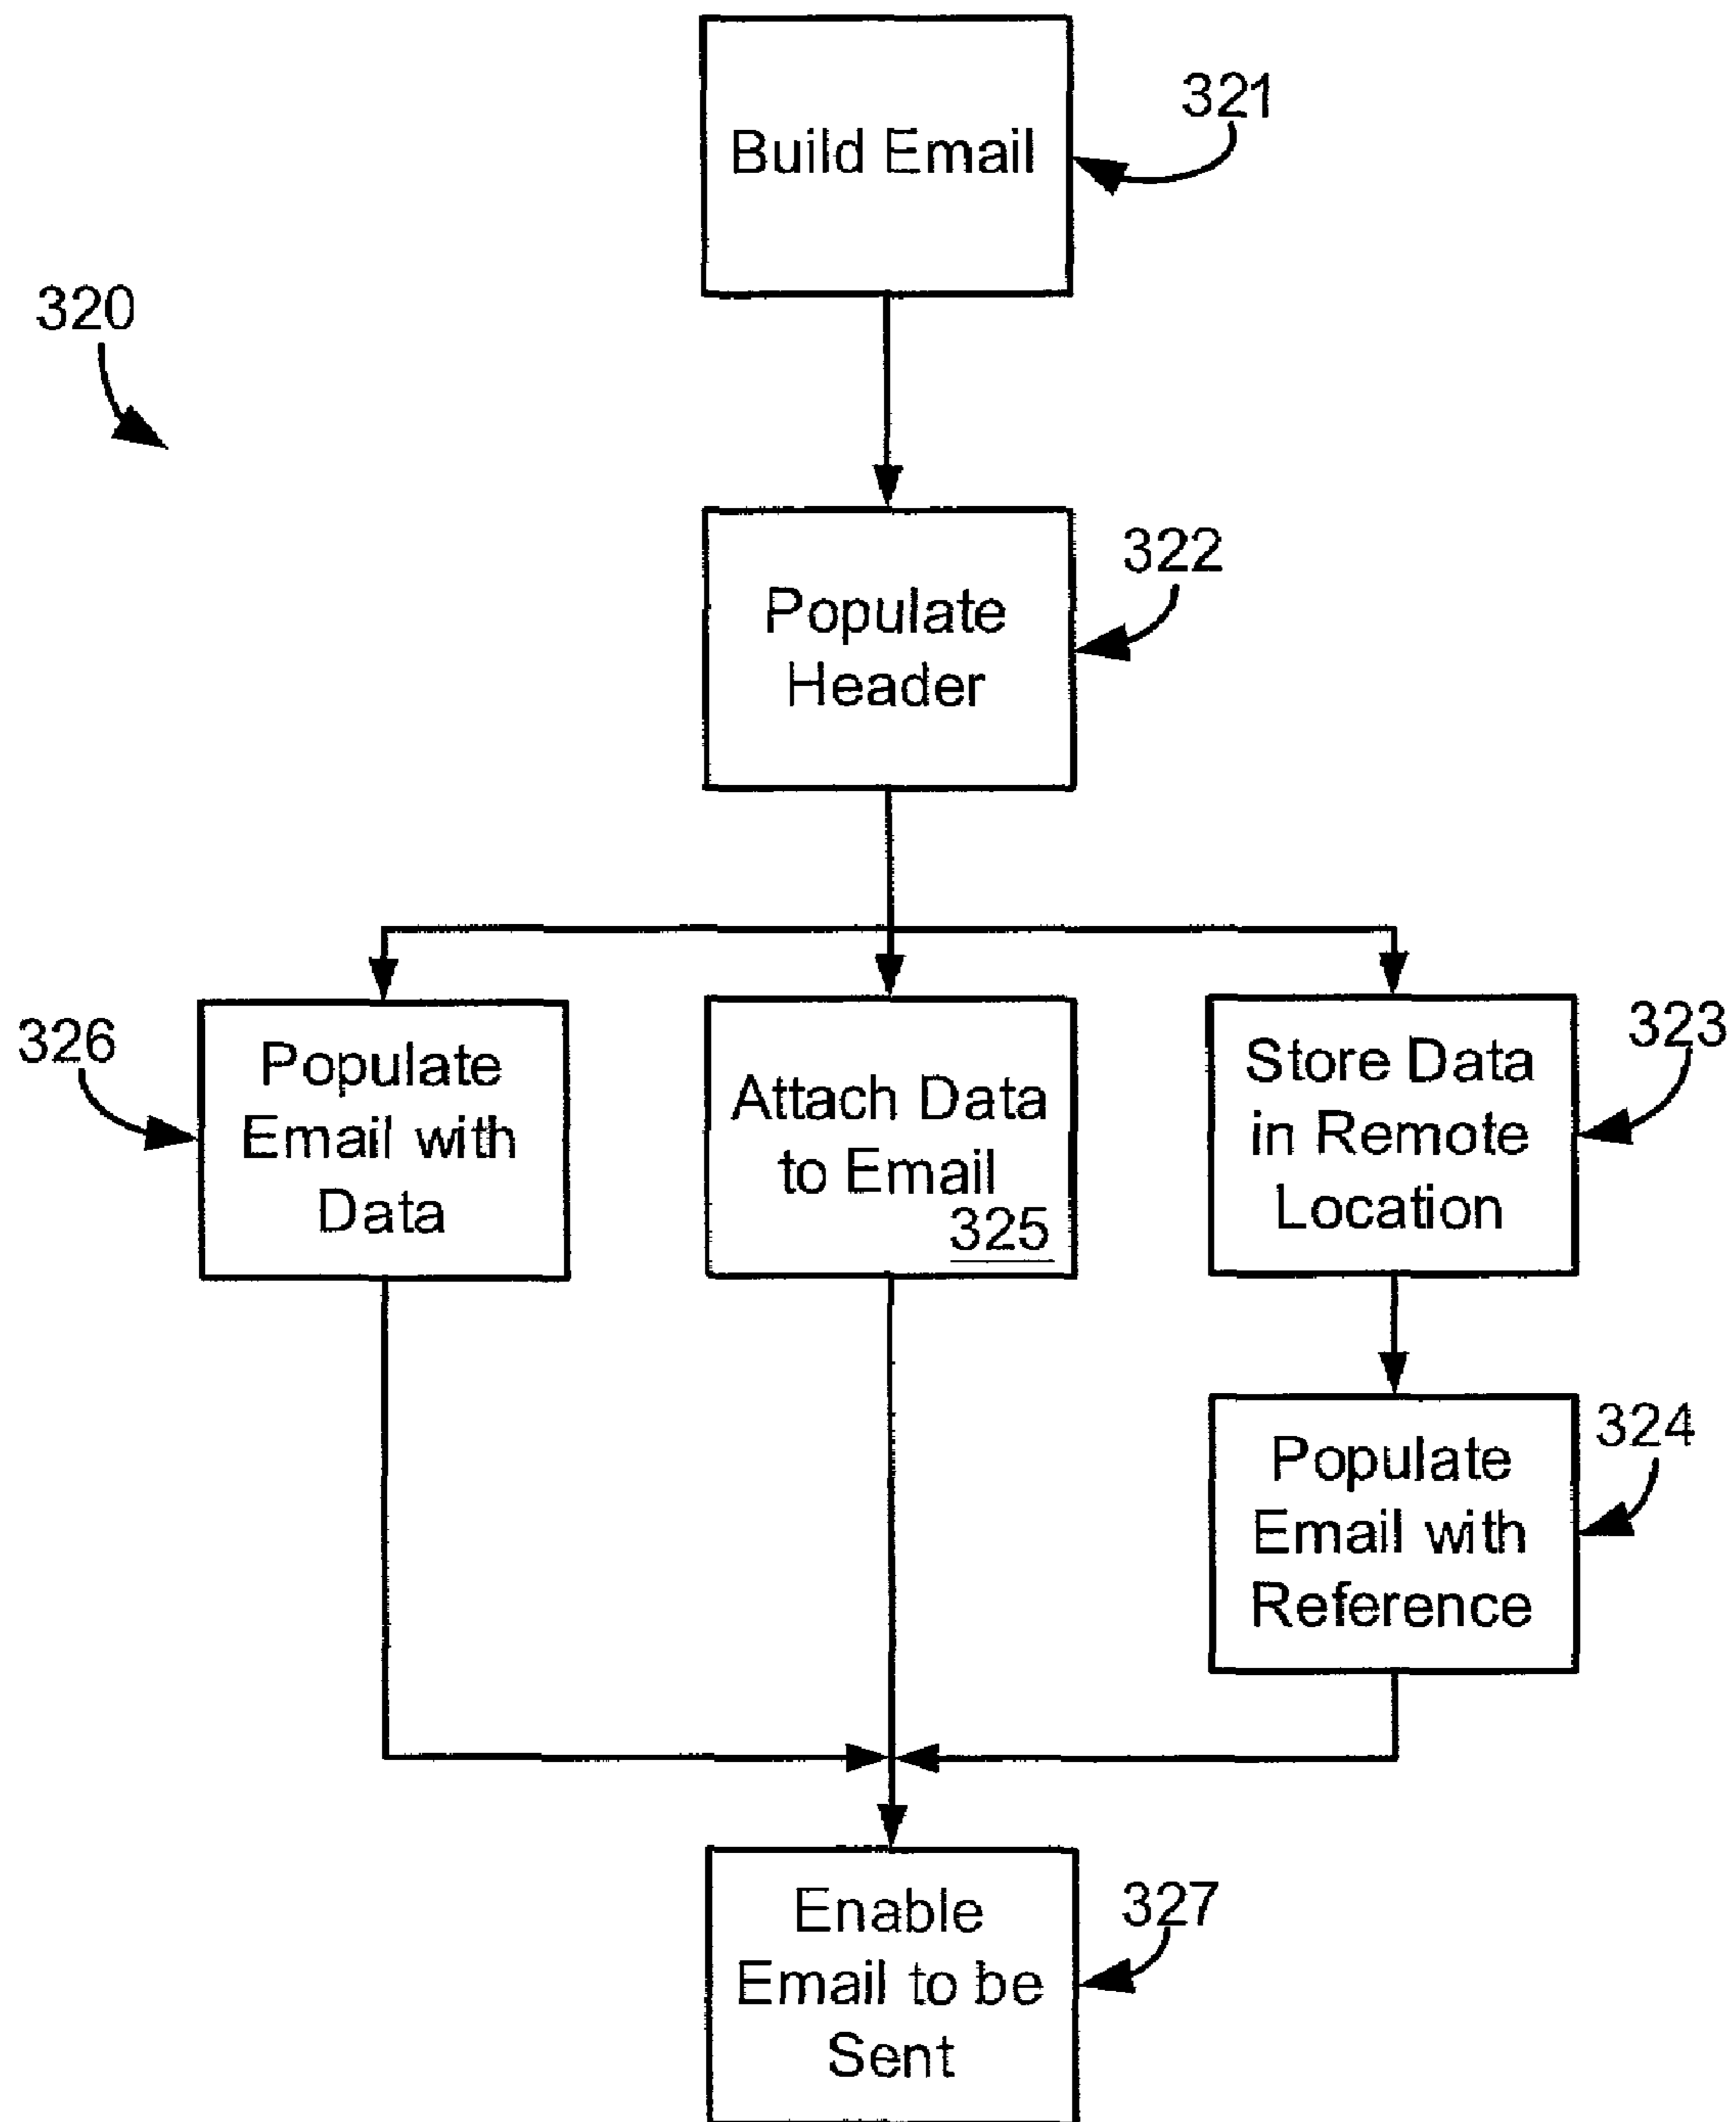 Build Email
321
320
Populate
Header
322
326
Populate
Email with
Data
Attach Data
to Email
325
Store Data
in Remote
Location
323
Populate
Email with
Reference
324
Enable
Email to be
Sent
327